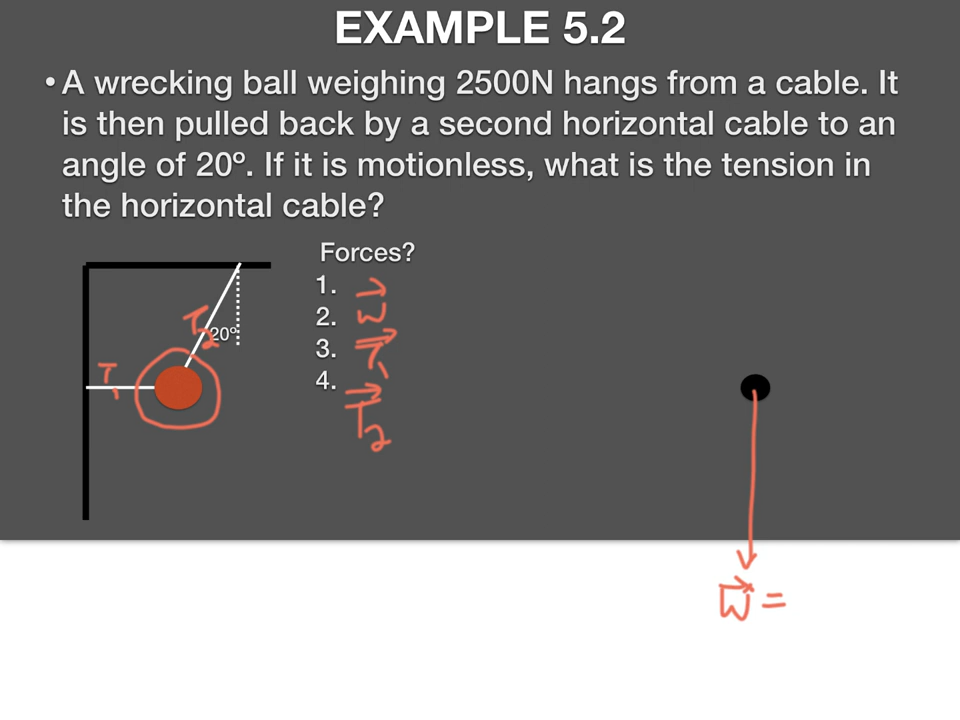 EXAMPLE 5.2
• A wrecking ball weighing 2500N hangs from a cable. It
is then pulled back by a second horizontal cable to an
angle of 20º. If it is motionless, what is the tension in
the horizontal cable?
Forces?
1.
2. w⃗
3. T⃗₁
4. T⃗₂
T₂
20º
T₁
w⃗ =